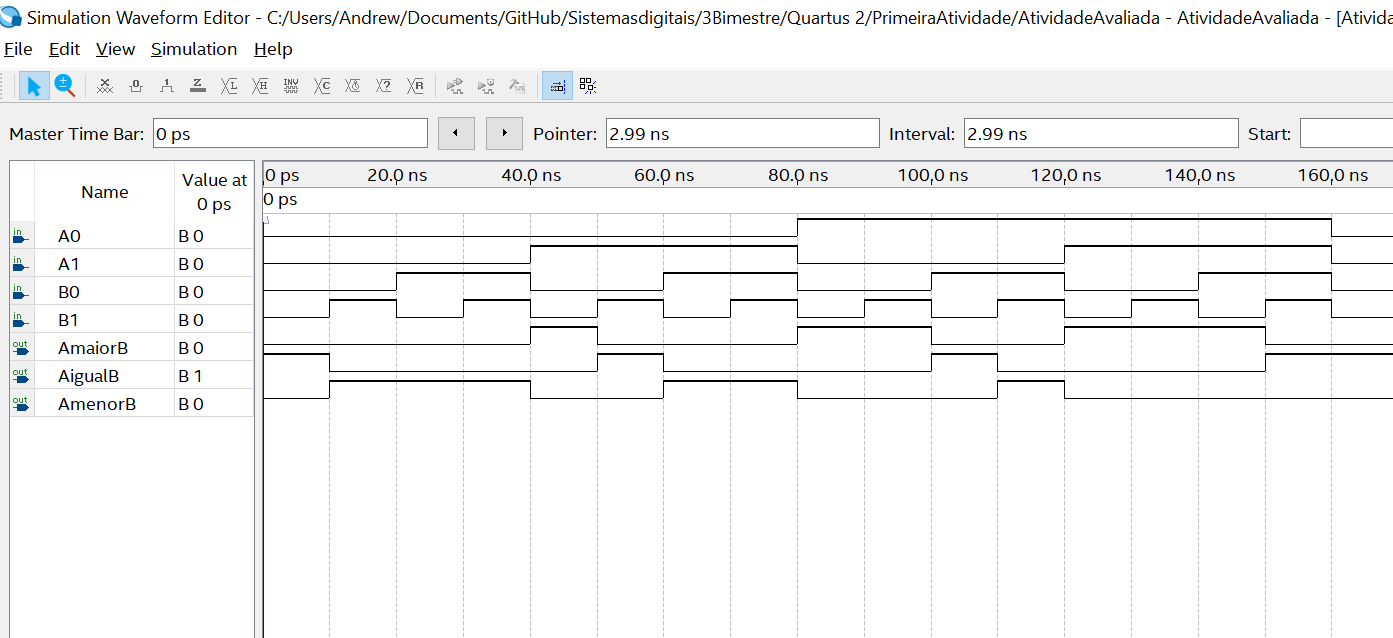 Simulation Waveform Editor - C:/Users/Andrew/Documents/GitHub/Sistemasdigitais/3Bimestre/Quartus 2/PrimeiraAtividade/AtividadeAvaliada - AtividadeAvaliada - [Ativida
File Edit View Simulation Help
Master Time Bar: 0 ps Pointer: 2.99 ns Interval: 2.99 ns Start:
Name Value at 0 ps
0 ps 20.0 ns 40.0 ns 60.0 ns 80.0 ns 100.0 ns 120.0 ns 140.0 ns 160.0 ns
0 ps
in A0 B 0
in A1 B 0
in B0 B 0
in B1 B 0
out AmaiorB B 0
out AigualB B 1
out AmenorB B 0